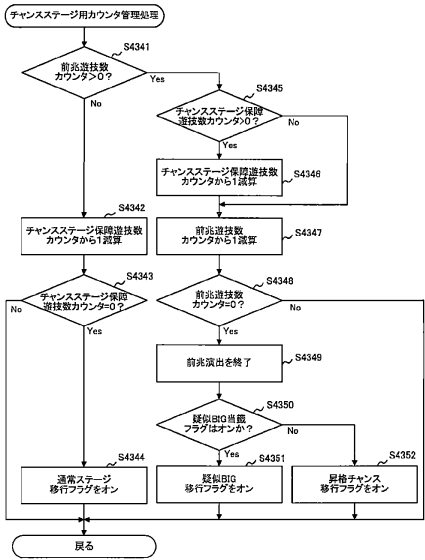 チャンスステージ用カウンタ管理処理
S4341
前兆遊技数
カウンタ>0?
Yes
No
S4345
チャンスステージ保障
遊技数カウンタ>0?
No
Yes
S4346
チャンスステージ保障遊技数
カウンタから1減算
S4342
チャンスステージ保障遊技数
カウンタから1減算
S4347
前兆遊技数
カウンタから1減算
S4343
チャンスステージ保障
遊技数カウンタ=0?
No
Yes
S4348
前兆遊技数
カウンタ=0?
No
Yes
S4349
前兆演出を終了
S4350
疑似BIG当籤
フラグはオンか?
No
Yes
S4344
通常ステージ
移行フラグをオン
S4351
疑似BIG
移行フラグをオン
S4352
昇格チャンス
移行フラグをオン
戻る